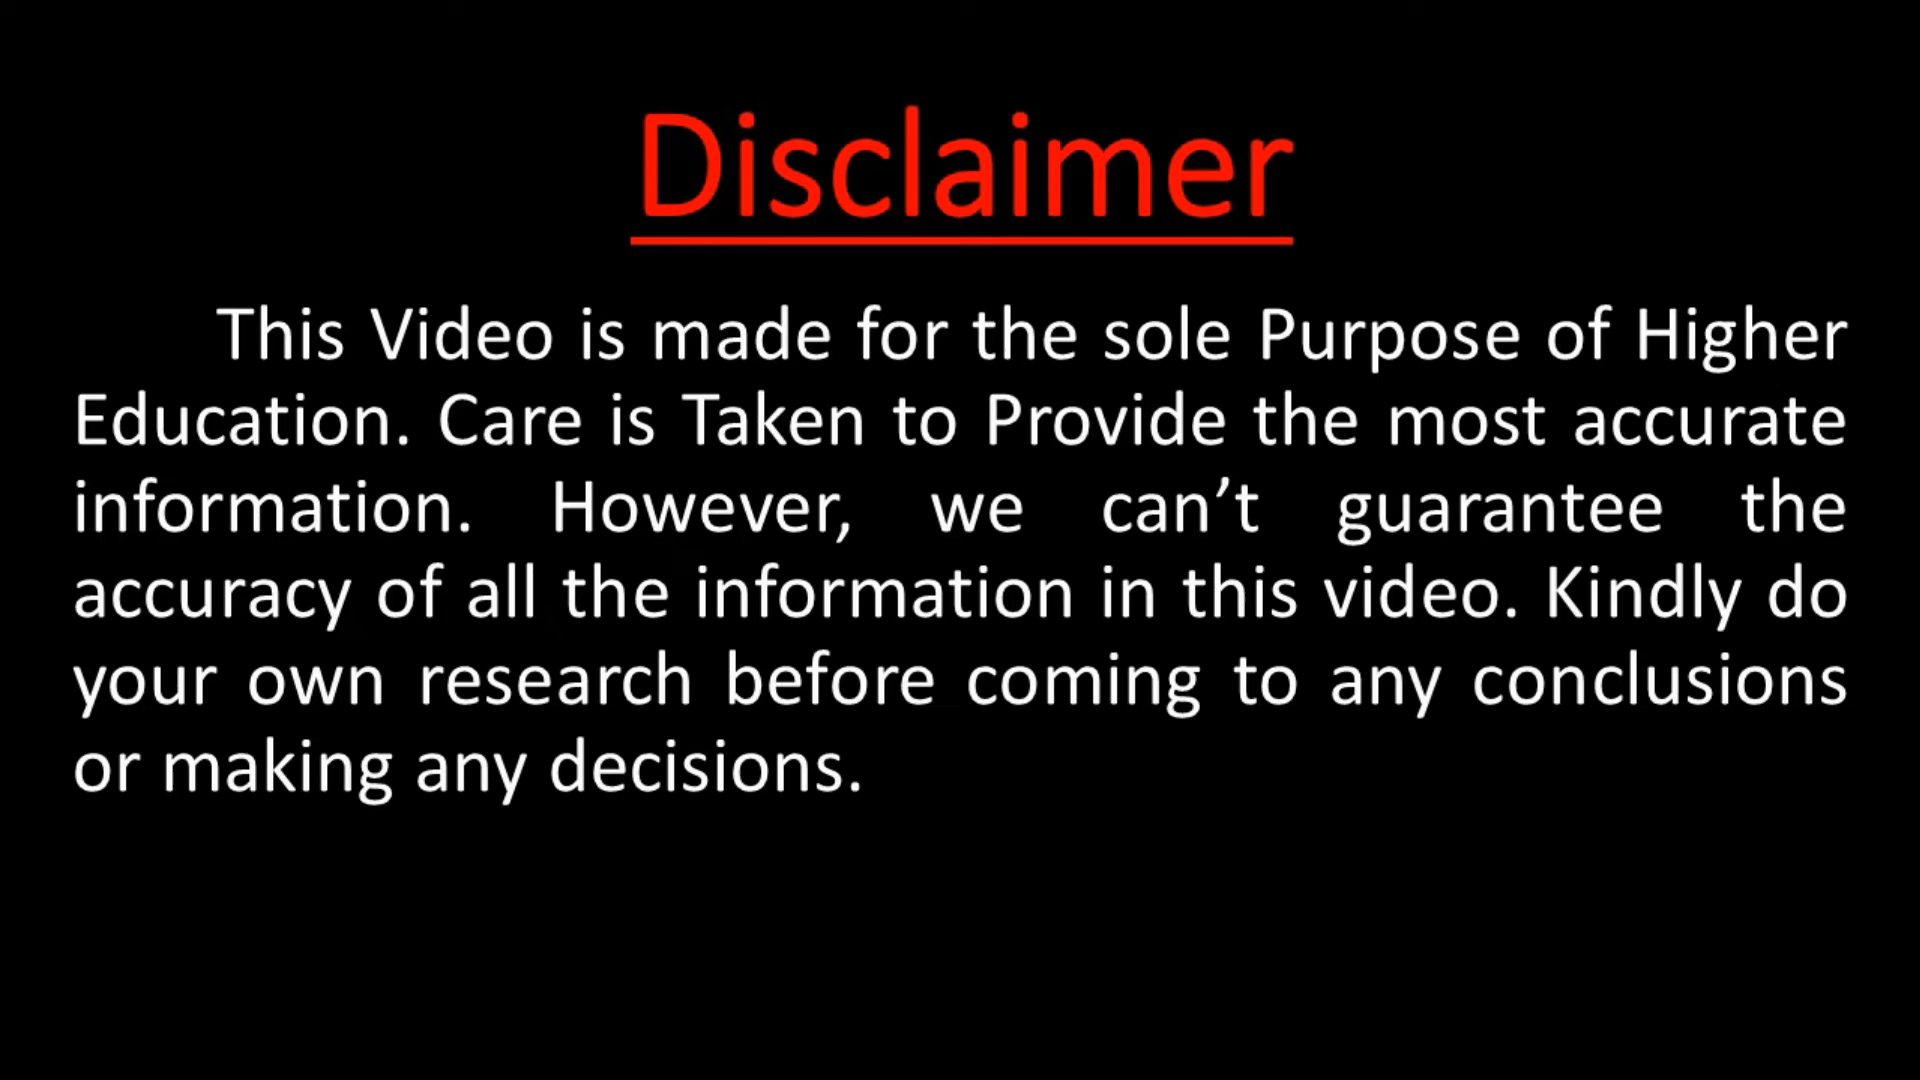 Disclaimer
This Video is made for the sole Purpose of Higher
Education. Care is Taken to Provide the most accurate
information. However, we can’t guarantee the
accuracy of all the information in this video. Kindly do
your own research before coming to any conclusions
or making any decisions.